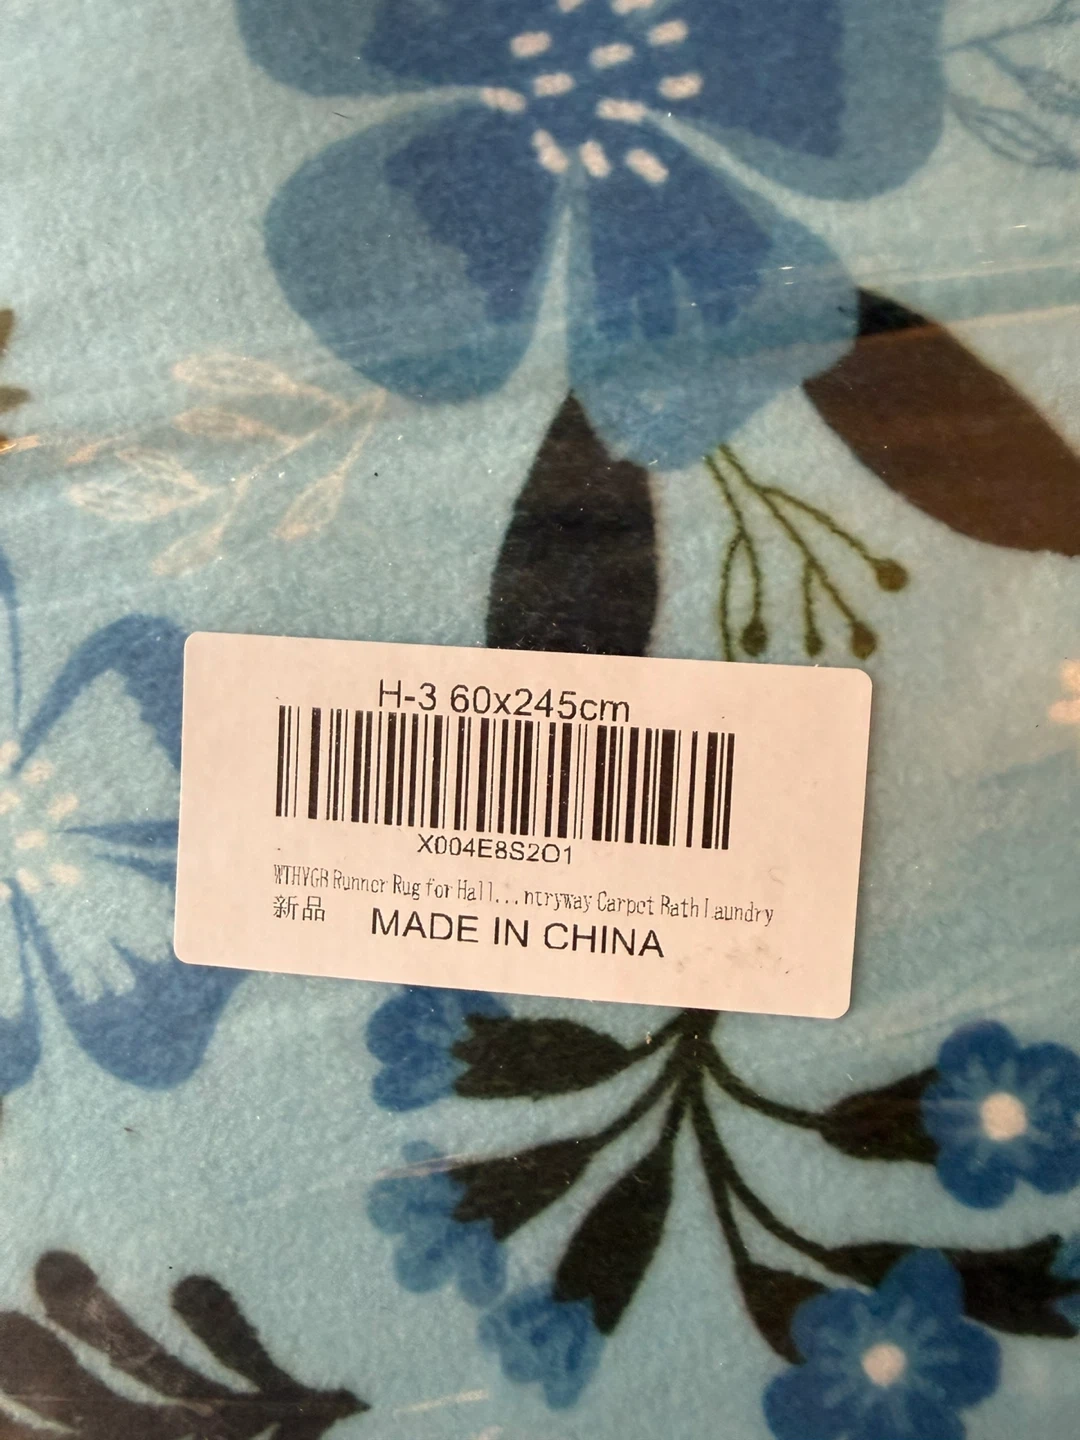 H-3 60x245cm
X004E8S2O1
WTHYGB Runner Rug for Hall...ntryway Carpet Bath Laundry
新品
MADE IN CHINA